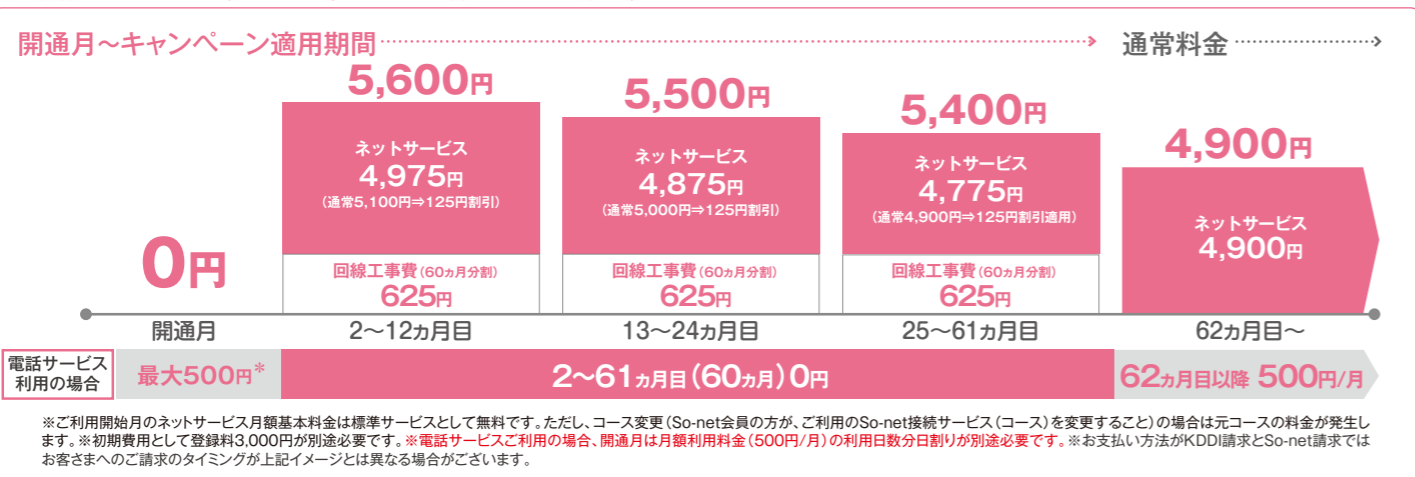 開通月～キャンペーン適用期間
通常料金
5,600円
ネットサービス
4,975円
（通常5,100円⇒125円割引）
回線工事費（60ヵ月分割）
625円
5,500円
ネットサービス
4,875円
（通常5,000円⇒125円割引）
回線工事費（60ヵ月分割）
625円
5,400円
ネットサービス
4,775円
（通常4,900円⇒125円割引適用）
回線工事費（60ヵ月分割）
625円
4,900円
ネットサービス
4,900円
0円
開通月
2～12ヵ月目
13～24ヵ月目
25～61ヵ月目
62ヵ月目～
電話サービス
利用の場合
最大500円＊
2～61ヵ月目（60ヵ月）0円
62ヵ月目以降 500円/月
※ご利用開始月のネットサービス月額基本料金は標準サービスとして無料です。ただし、コース変更（So-net会員の方が、ご利用のSo-net接続サービス（コース）を変更すること）の場合は元コースの料金が発生し
ます。※初期費用として登録料3,000円が別途必要です。※電話サービスご利用の場合、開通月は月額利用料金（500円/月）の利用日数分日割りが別途必要です。※お支払い方法がKDDI請求とSo-net請求では
お客さまへのご請求のタイミングが上記イメージとは異なる場合がございます。